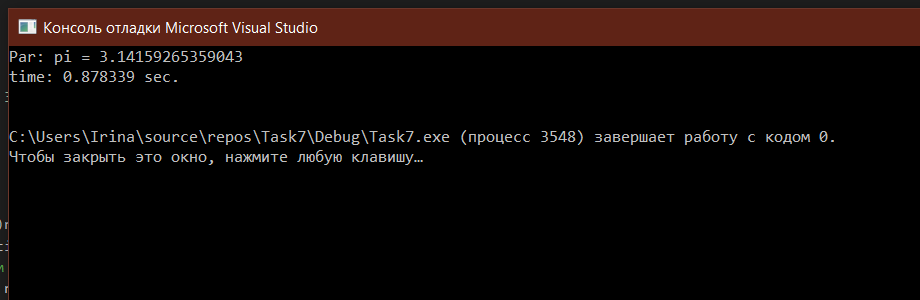 Консоль отладки Microsoft Visual Studio
Par: pi = 3.14159265359043
time: 0.878339 sec.
C:\Users\Irina\source\repos\Task7\Debug\Task7.exe (процесс 3548) завершает работу с кодом 0.
Чтобы закрыть это окно, нажмите любую клавишу…